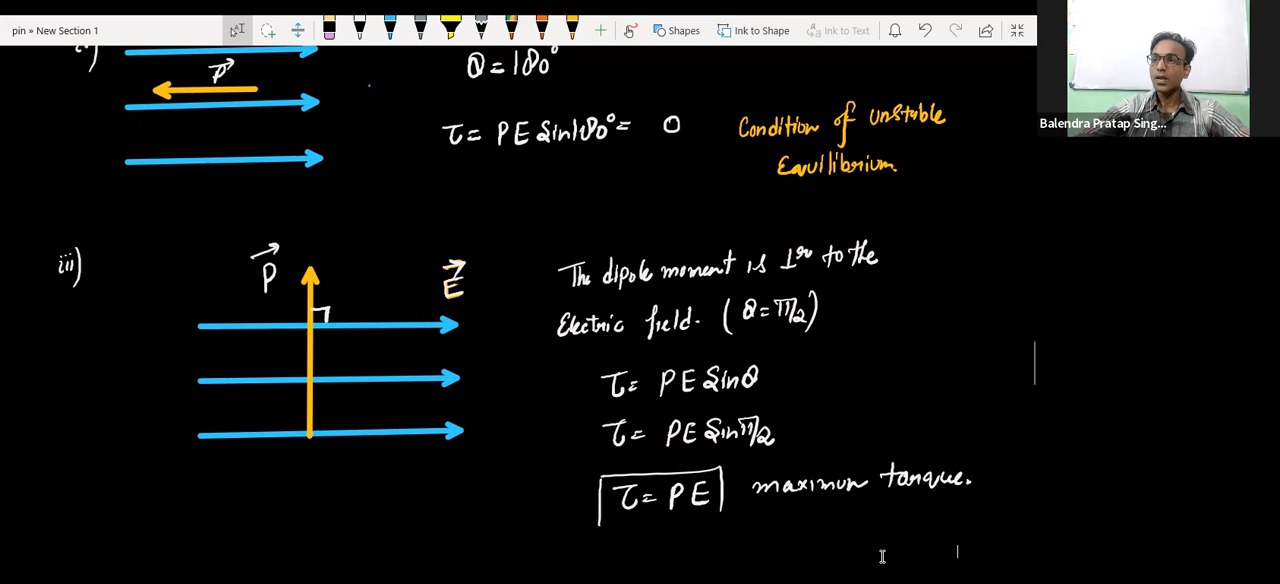 pin » New Section 1
Shapes
Ink to Shape
Ink to Text
Balendra Pratap Sing...
P
θ = 180°
τ = PE Sin180° = 0
Condition of unstable
Equilibrium.
iii)
P
E
The dipole moment is ⊥ar to the
Electric field. (θ = π/2)
τ = PE Sinθ
τ = PE Sinπ/2
τ = PE maximum torque.